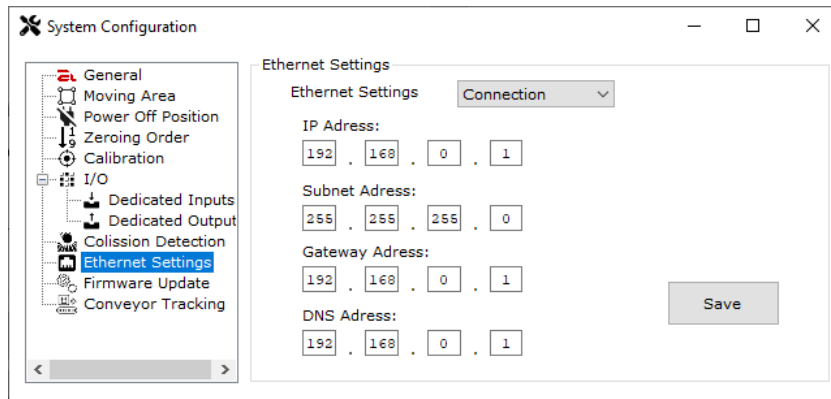 System Configuration
General
Moving Area
Power Off Position
Zeroing Order
Calibration
I/O
Dedicated Inputs
Dedicated Output
Colission Detection
Ethernet Settings
Firmware Update
Conveyor Tracking
Ethernet Settings
Ethernet Settings Connection
IP Adress:
192 . 168 . 0 . 1
Subnet Adress:
255 . 255 . 255 . 0
Gateway Adress:
192 . 168 . 0 . 1
DNS Adress:
192 . 168 . 0 . 1
Save